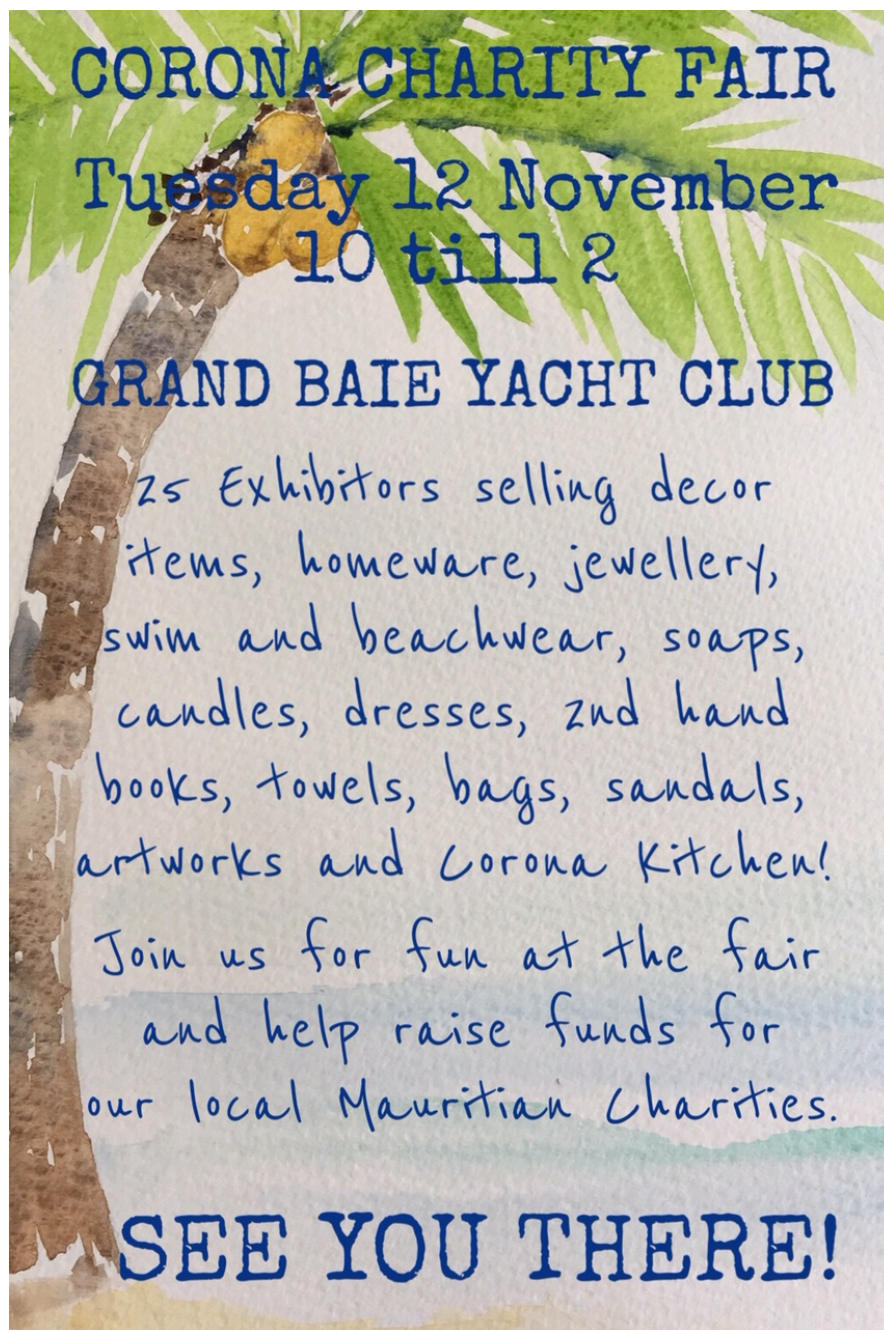 CORONA CHARITY FAIR
Tuesday 12 November
10 till 2
GRAND BAIE YACHT CLUB
25 Exhibitors selling decor
items, homeware, jewellery,
swim and beachwear, soaps,
candles, dresses, 2nd hand
books, towels, bags, sandals,
artworks and Corona Kitchen!
Join us for fun at the fair
and help raise funds for
our local Mauritian Charities.
SEE YOU THERE!